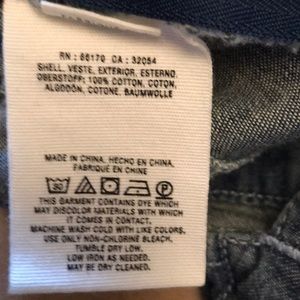 RN : 66170 CA : 32054
SHELL, VESTE, EXTERIOR, ESTERNO,
OBERSTOFF: 100% COTTON, COTON,
ALGODÓN, COTONE, BAUMWOLLE
MADE IN CHINA, HECHO EN CHINA,
FABRIQUÉ EN CHINE
THIS GARMENT CONTAINS DYE WHICH
MAY DISCOLOR MATERIALS WITH WHICH
IT COMES IN CONTACT.
MACHINE WASH COLD WITH LIKE COLORS.
USE ONLY NON-CHLORINE BLEACH,
TUMBLE DRY LOW.
LOW IRON AS NEEDED.
MAY BE DRY CLEANED.